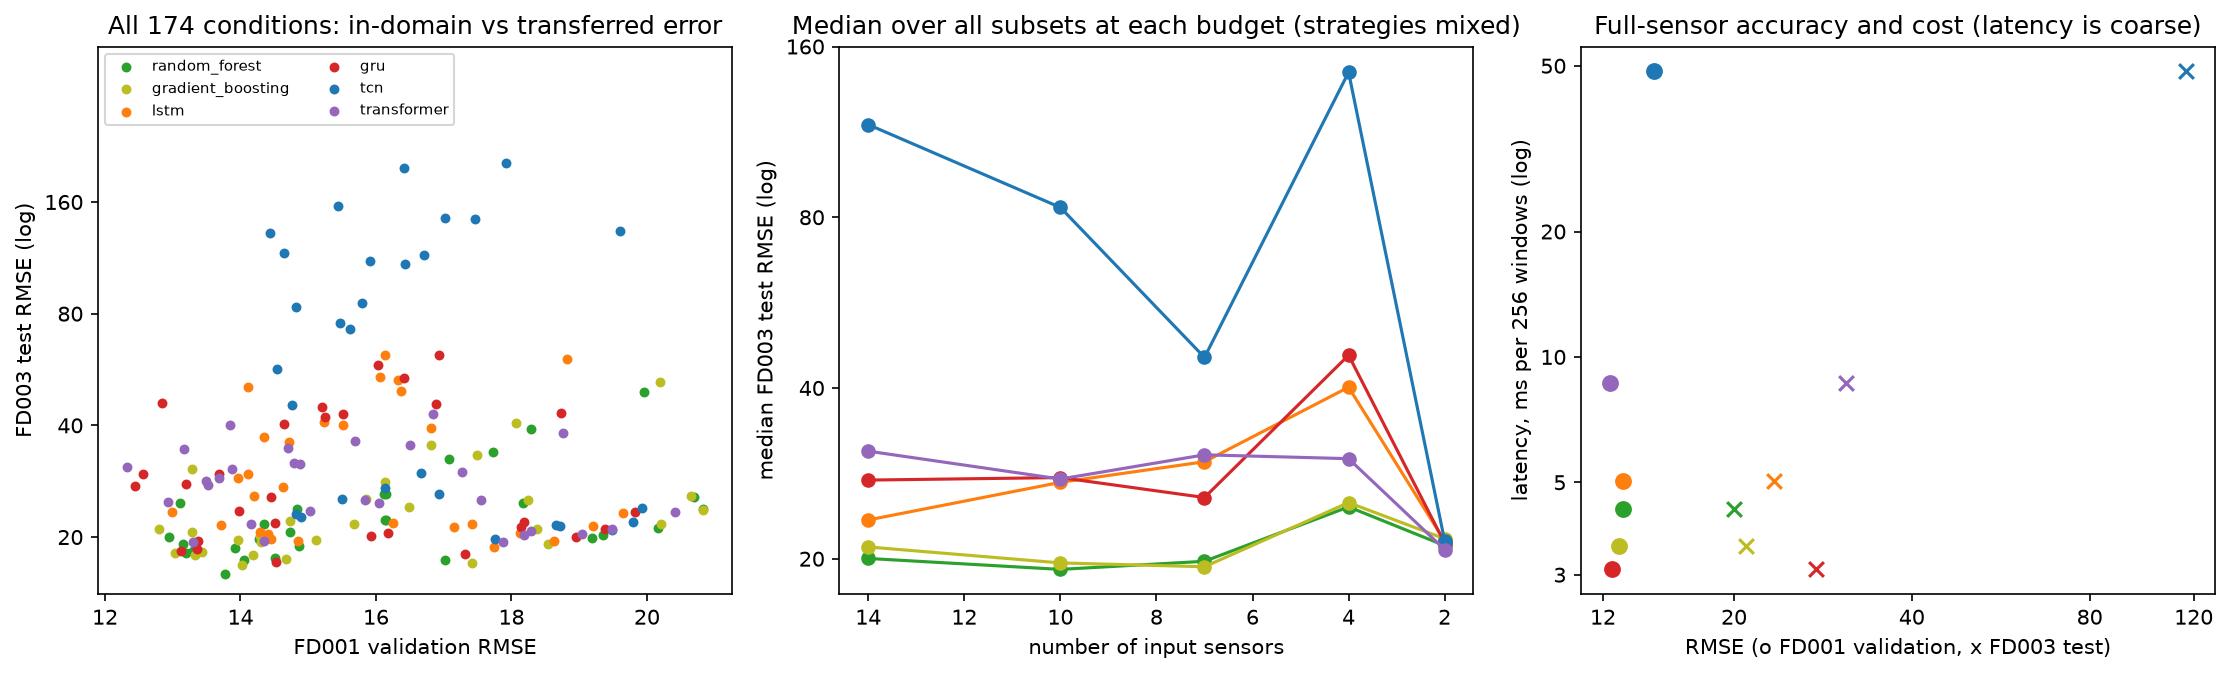 All 174 conditions: in-domain vs transferred error
FD003 test RMSE (log)
160
80
40
20
random_forest
gradient_boosting
lstm
gru
tcn
transformer
12
14
16
18
20
FD001 validation RMSE
Median over all subsets at each budget (strategies mixed)
median FD003 test RMSE (log)
160
80
40
20
14
12
10
8
6
4
2
number of input sensors
Full-sensor accuracy and cost (latency is coarse)
latency, ms per 256 windows (log)
50
20
10
5
3
12
20
40
80
120
RMSE (o FD001 validation, x FD003 test)